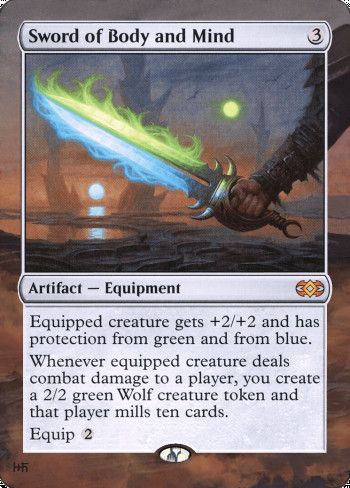 Sword of Body and Mind 3
Artifact — Equipment
Equipped creature gets +2/+2 and has
protection from green and from blue.
Whenever equipped creature deals
combat damage to a player, you create
a 2/2 green Wolf creature token and
that player mills ten cards.
Equip 2